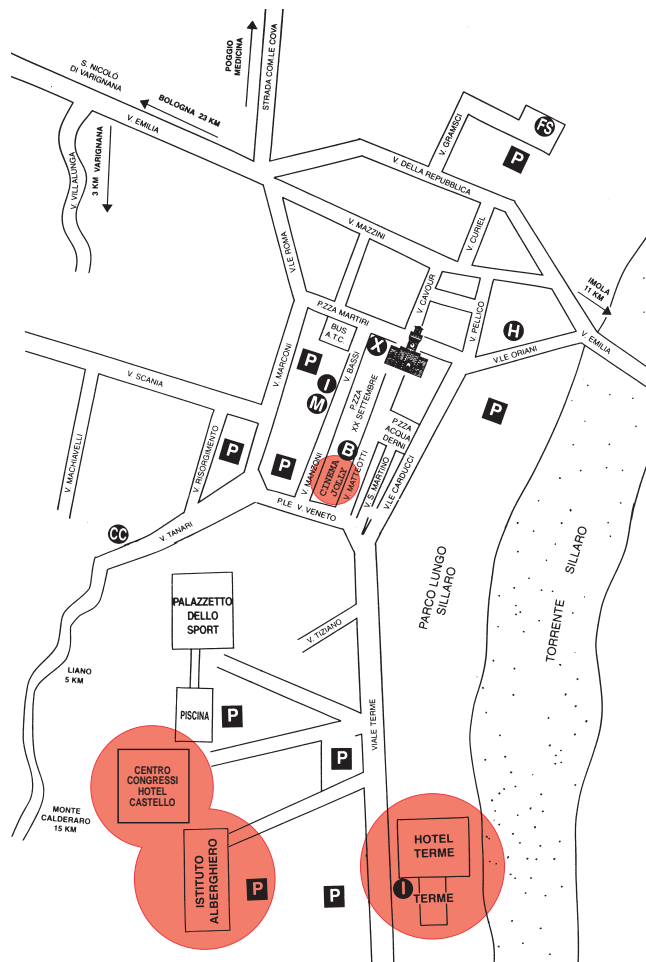 POGGIO
MEDICINA
STRADA COM.LE COVA
S. NICOLÓ
DI VARIGNANA
BOLOGNA 23 KM
V. EMILIA
V. VILLALUNGA
3 KM VARIGNANA
V. GRAMSCI
FS
P
V. DELLA REPUBBLICA
V. MAZZINI
V. CURIEL
V.LE ROMA
V. CAVOUR
IMOLA
11 KM
P.ZZA MARTIRI
V. PELLICO
H
V. EMILIA
BUS
A.T.C.
X
V.LE ORIANI
V. MARCONI
P
V. BASSI
I
M
P.ZZA
XX SETTEMBRE
V. SCANIA
P
P.ZZA
ACQUA
DERNI
V. MACHIAVELLI
V. RISORGIMENTO
P
P
B
V. MANZONI
CINEMA
JOLLY
V. MATTEOTTI
V. S. MARTINO
V.LE CARDUCCI
P.LE V. VENETO
CC
V. TANARI
PARCO LUNGO
SILLARO
TORRENTE SILLARO
PALAZZETTO
DELLO
SPORT
V. TIZIANO
LIANO
5 KM
PISCINA
P
VIALE TERME
P
CENTRO
CONGRESSI
HOTEL
CASTELLO
MONTE
CALDERARO
15 KM
ISTITUTO
ALBERGHIERO
P
P
HOTEL
TERME
I
TERME